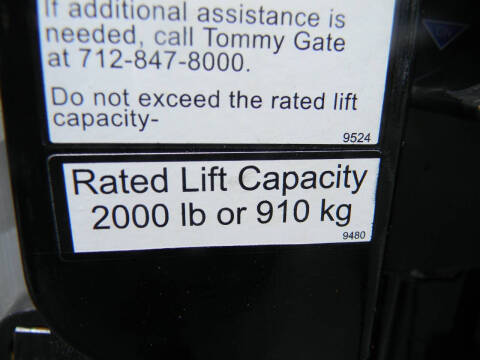 If additional assistance is
needed, call Tommy Gate
at 712-847-8000.
Do not exceed the rated lift
capacity-
9524
Rated Lift Capacity
2000 lb or 910 kg
9480